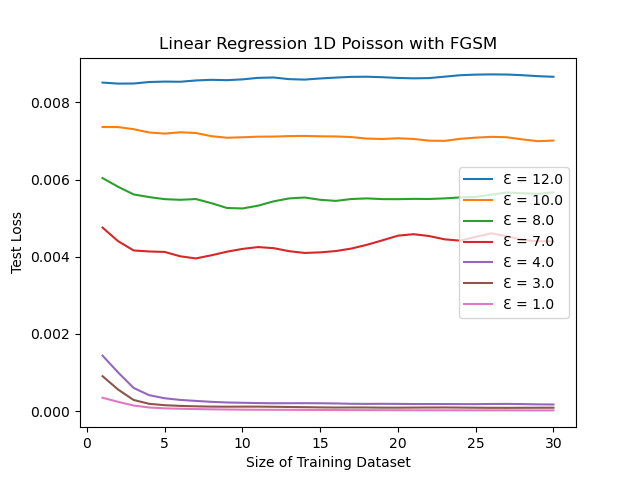 Linear Regression 1D Poisson with FGSM
Test Loss
0.008
0.006
0.004
0.002
0.000
Ɛ = 12.0
Ɛ = 10.0
Ɛ = 8.0
Ɛ = 7.0
Ɛ = 4.0
Ɛ = 3.0
Ɛ = 1.0
0 5 10 15 20 25 30
Size of Training Dataset